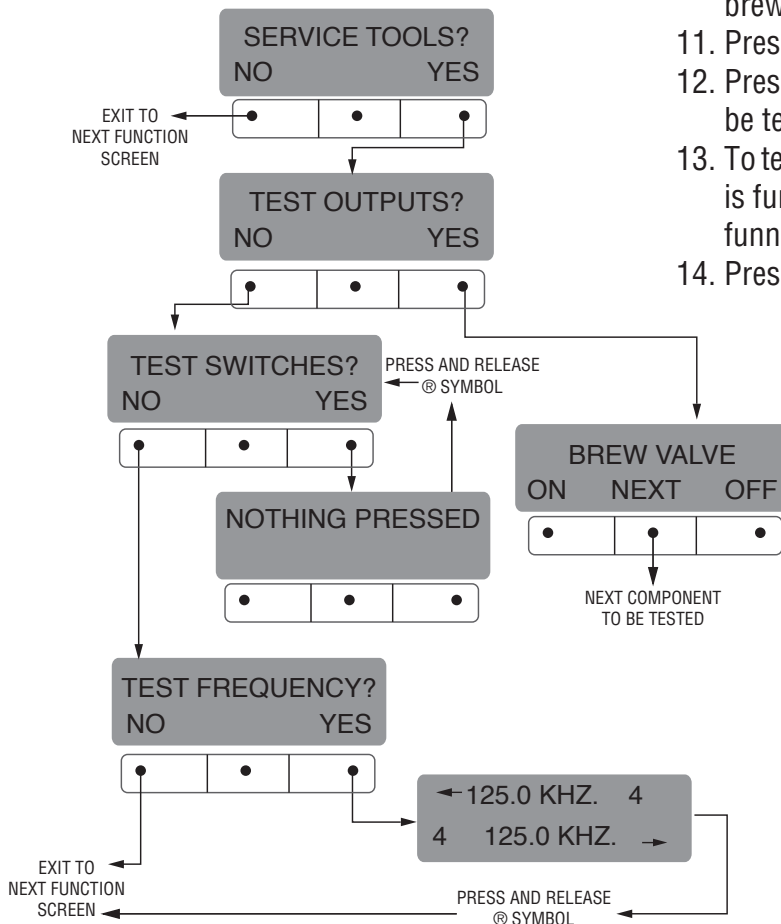 SERVICE TOOLS?
NO YES
EXIT TO
NEXT FUNCTION
SCREEN
TEST OUTPUTS?
NO YES
TEST SWITCHES?
NO YES
PRESS AND RELEASE
® SYMBOL
NOTHING PRESSED
BREW VALVE
ON NEXT OFF
NEXT COMPONENT
TO BE TESTED
TEST FREQUENCY?
NO YES
125.0 KHZ. 4
4 125.0 KHZ.
EXIT TO
NEXT FUNCTION
SCREEN
PRESS AND RELEASE
® SYMBOL
brew
11. Pres
12. Pres
be te
13. To te
is fu
funn
14. Pres